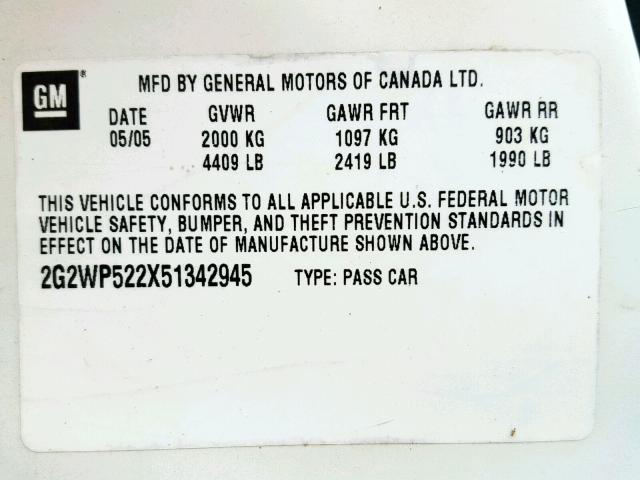 GM®
MFD BY GENERAL MOTORS OF CANADA LTD.
DATE GVWR GAWR FRT GAWR RR
05/05 2000 KG 1097 KG 903 KG
4409 LB 2419 LB 1990 LB
THIS VEHICLE CONFORMS TO ALL APPLICABLE U.S. FEDERAL MOTOR
VEHICLE SAFETY, BUMPER, AND THEFT PREVENTION STANDARDS IN
EFFECT ON THE DATE OF MANUFACTURE SHOWN ABOVE.
2G2WP522X51342945 TYPE: PASS CAR